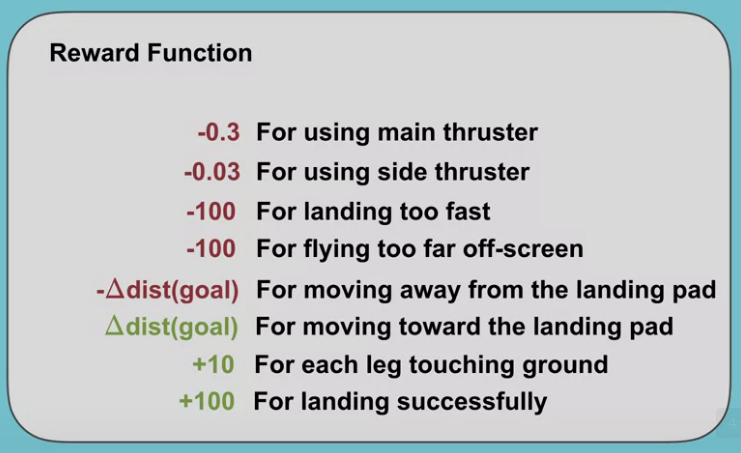 Reward Function
-0.3 For using main thruster
-0.03 For using side thruster
-100 For landing too fast
-100 For flying too far off-screen
-Δdist(goal) For moving away from the landing pad
Δdist(goal) For moving toward the landing pad
+10 For each leg touching ground
+100 For landing successfully